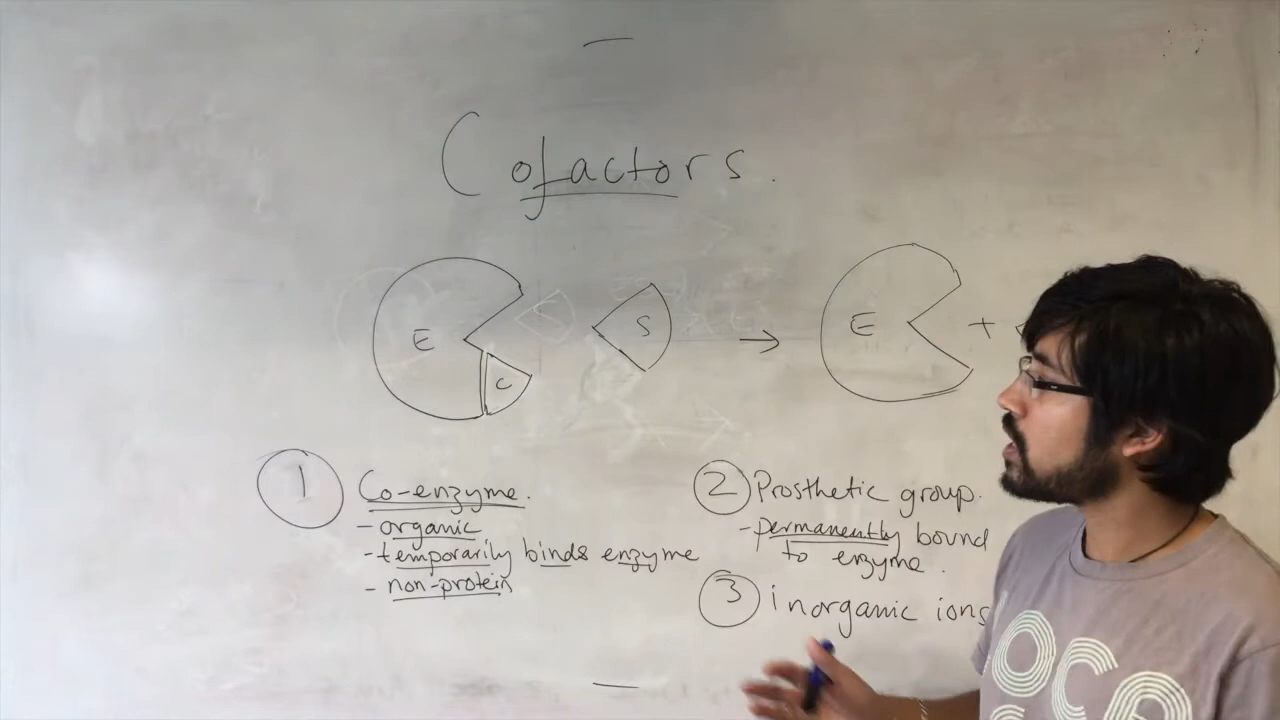 Cofactors.
E C S → E +
1 Co-enzyme.
- organic
- temporarily binds enzyme
- non-protein
2 Prosthetic group.
- permanently bound
to enzyme.
3 inorganic ions